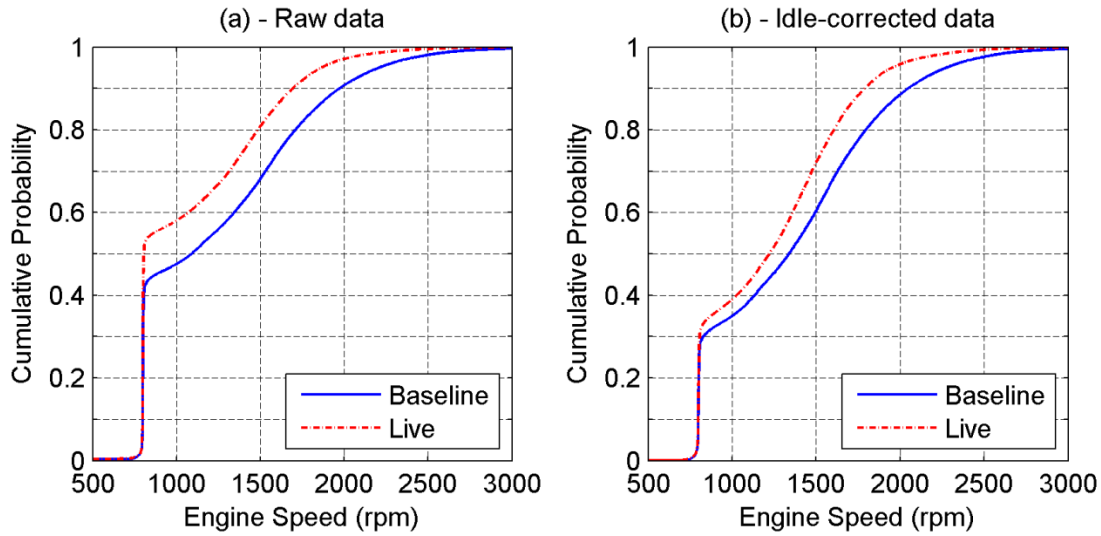 (a) - Raw data
1
0.8
0.6
0.4
0.2
0
Cumulative Probability
Baseline
Live
500 1000 1500 2000 2500 3000
Engine Speed (rpm)
(b) - Idle-corrected data
1
0.8
0.6
0.4
0.2
0
Cumulative Probability
Baseline
Live
500 1000 1500 2000 2500 3000
Engine Speed (rpm)